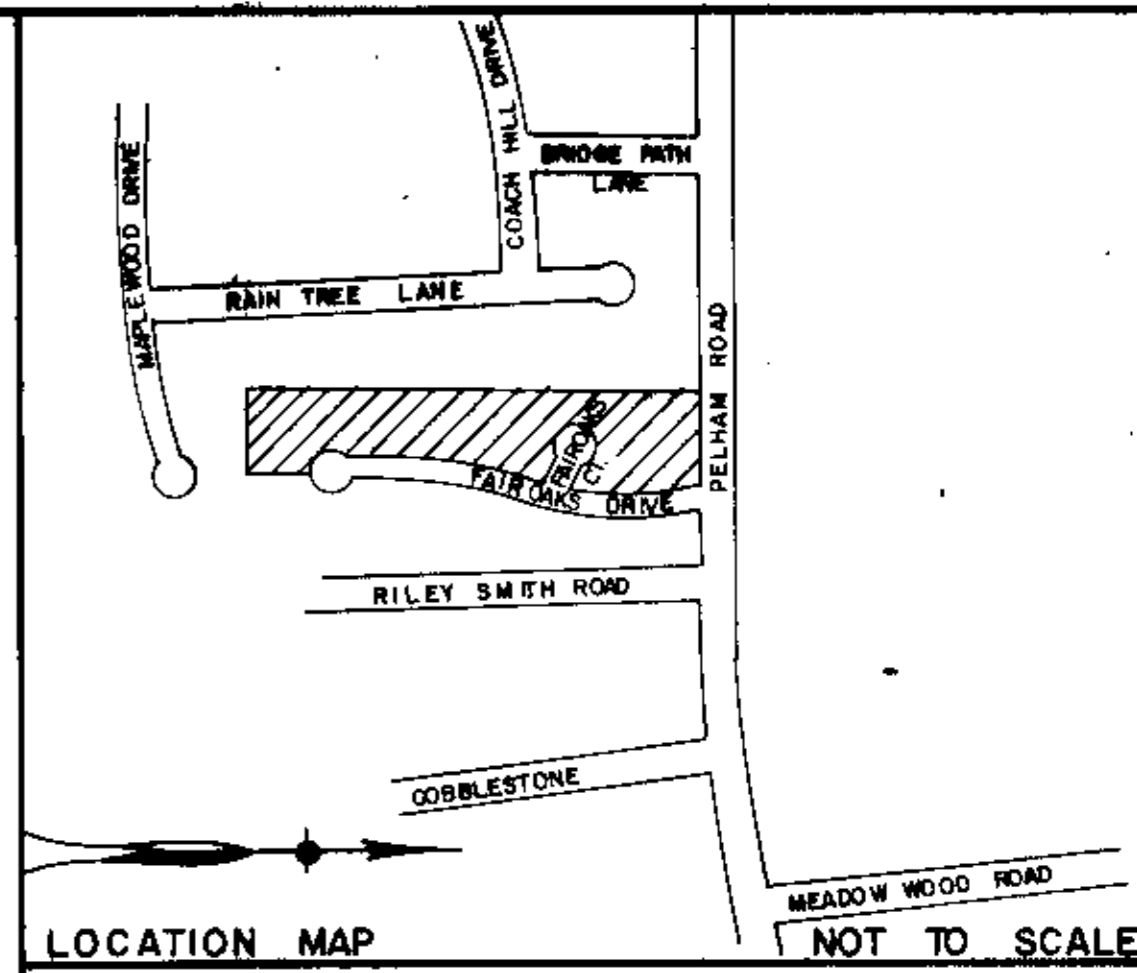 COACH HILL DRIVE
MAPLEWOOD DRIVE
BRIDGE PATH
LANE
RAIN TREE LANE
PELHAM ROAD
FAIROAKS
CT.
FAIR OAKS DRIVE
RILEY SMITH ROAD
COBBLESTONE
MEADOW WOOD ROAD
LOCATION MAP
NOT TO SCALE